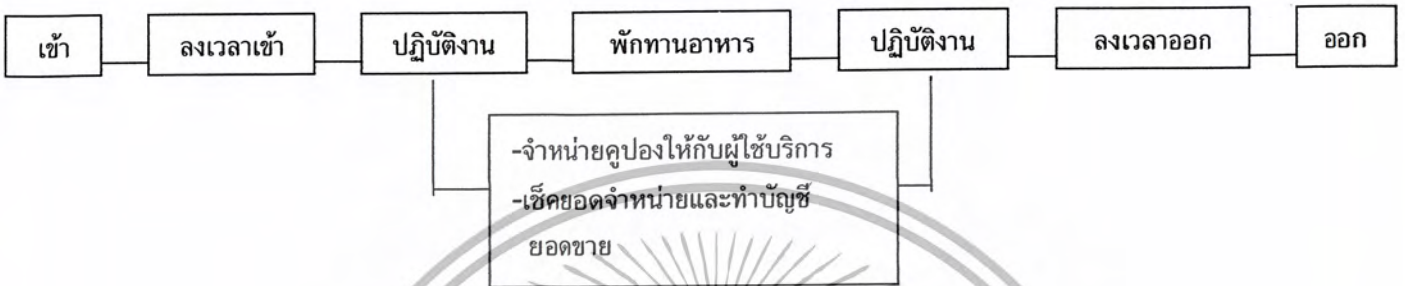 เข้า
ลงเวลาเข้า
ปฏิบัติงาน
พักทานอาหาร
ปฏิบัติงาน
ลงเวลาออก
ออก
-จำหน่ายคูปองให้กับผู้ใช้บริการ
-เช็คยอดจำหน่ายและทำบัญชี
ยอดขาย